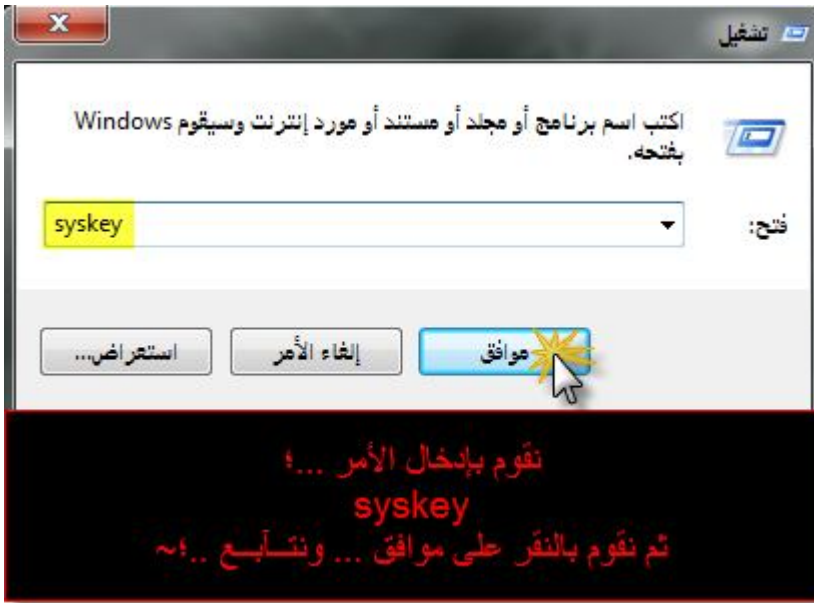 تشغيل
اكتب اسم برنامج أو مجلد أو مستند أو مورد إنترنت وسيقوم Windows
بفتحه.
فتح:
syskey
موافق
إلغاء الأمر
استعراض...
نقوم بإدخال الأمر ...؛
syskey
ثم نقوم بالنقر على موافق ... ونتــآبــع ..؛~